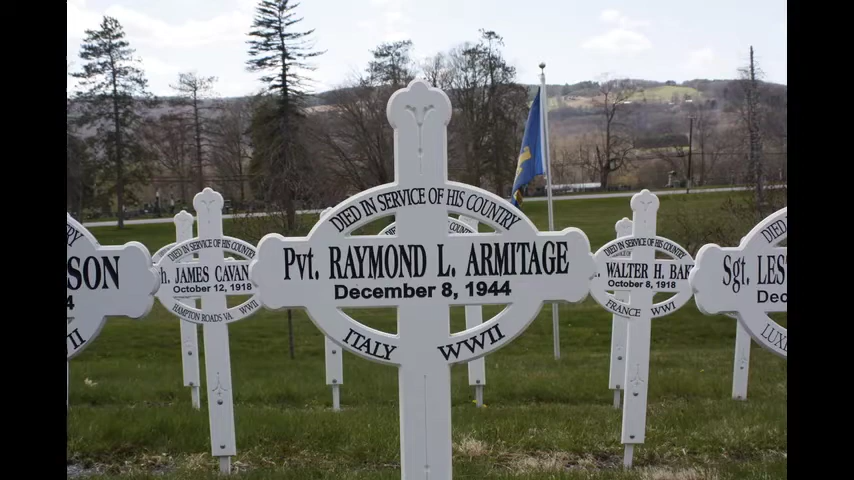 DIED IN SERVICE OF HIS COUNTRY
Pvt. RAYMOND L. ARMITAGE
December 8, 1944
ITALY WWII
DIED IN SERVICE OF HIS COUNTRY
JAMES CAVAN
October 12, 1918
HAMPTON ROADS VA. WWI
DIED IN SERVICE OF HIS COUNTRY
WALTER H. BAK
October 8, 1918
FRANCE WWI
DIED
Sgt. LES